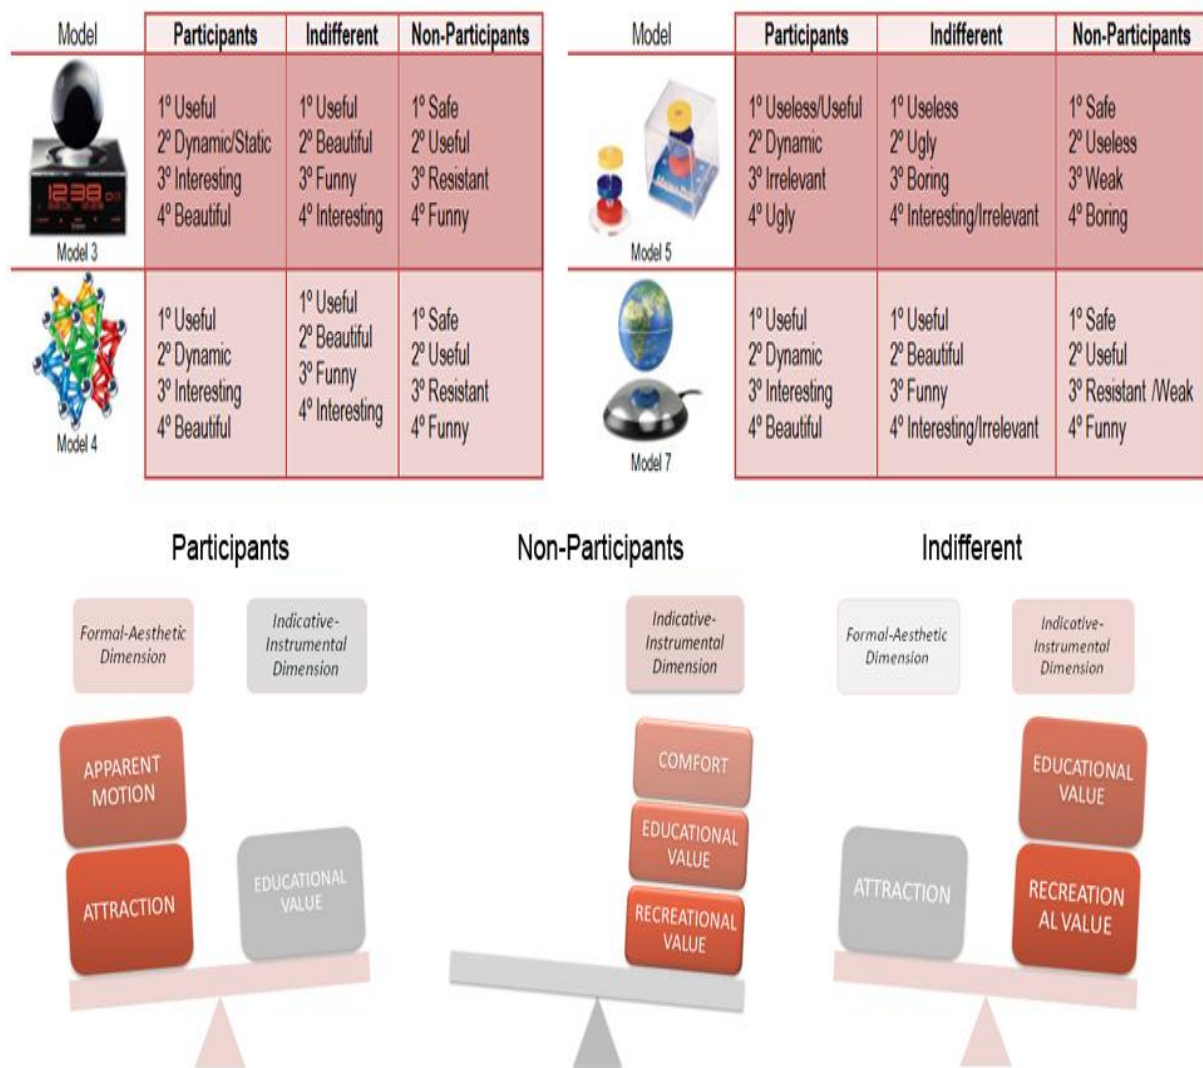 Model Participants Indifferent Non-Participants
1º Useful
2º Dynamic/Static
3º Interesting
4º Beautiful
1º Useful
2º Beautiful
3º Funny
4º Interesting
1º Safe
2º Useful
3º Resistant
4º Funny
12:38
Model 3
1º Useful
2º Dynamic
3º Interesting
4º Beautiful
1º Useful
2º Beautiful
3º Funny
4º Interesting
1º Safe
2º Useful
3º Resistant
4º Funny
Model 4
Model Participants Indifferent Non-Participants
1º Useless/Useful
2º Dynamic
3º Irrelevant
4º Ugly
1º Useless
2º Ugly
3º Boring
4º Interesting/Irrelevant
1º Safe
2º Useless
3º Weak
4º Boring
Model 5
1º Useful
2º Dynamic
3º Interesting
4º Beautiful
1º Useful
2º Beautiful
3º Funny
4º Interesting/Irrelevant
1º Safe
2º Useful
3º Resistant /Weak
4º Funny
Model 7
Participants
Formal-Aesthetic
Dimension
Indicative-
Instrumental
Dimension
APPARENT
MOTION
ATTRACTION
EDUCATIONAL
VALUE
Non-Participants
Indicative-
Instrumental
Dimension
COMFORT
EDUCATIONAL
VALUE
RECREATIONAL
VALUE
Indifferent
Formal-Aesthetic
Dimension
Indicative-
Instrumental
Dimension
ATTRACTION
EDUCATIONAL
VALUE
RECREATION
AL VALUE